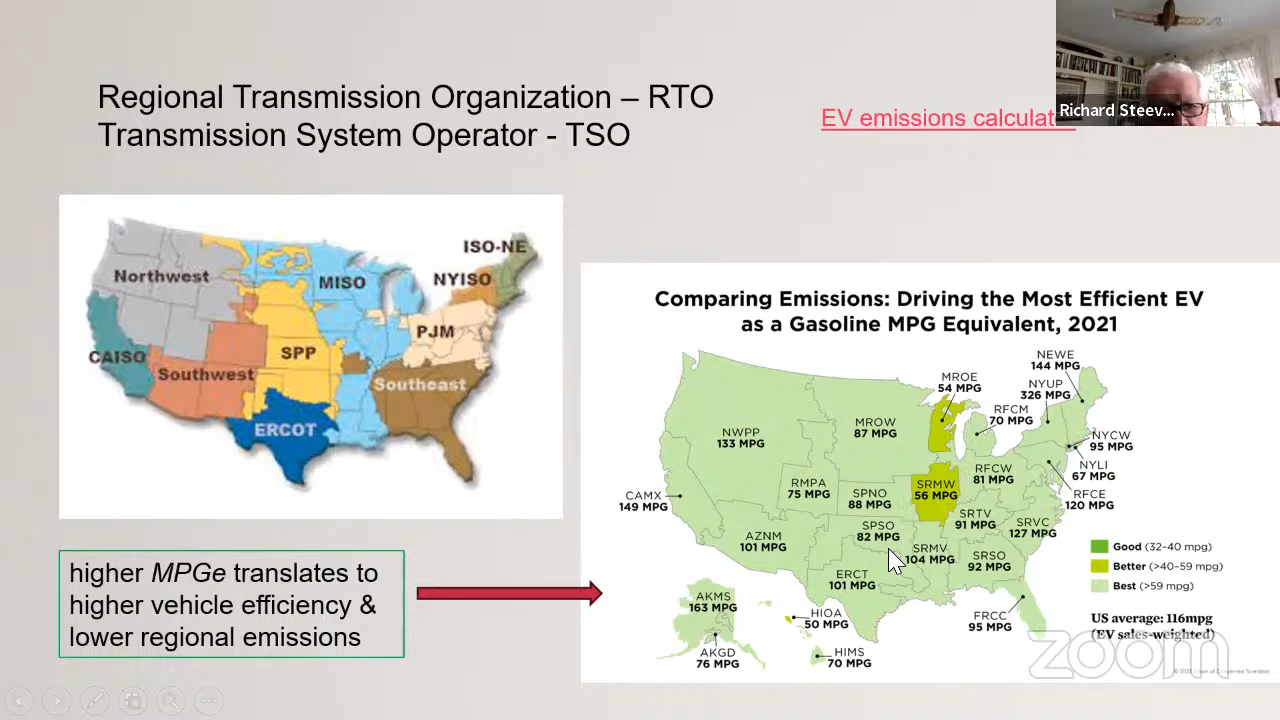 Regional Transmission Organization – RTO
Transmission System Operator - TSO
EV emissions calculat
Richard Steev...
ISO-NE
Northwest
MISO
NYISO
PJM
CAISO
SPP
Southwest
Southeast
ERCOT
higher MPGe translates to
higher vehicle efficiency &
lower regional emissions
Comparing Emissions: Driving the Most Efficient EV
as a Gasoline MPG Equivalent, 2021
NEWE
144 MPG
MROE
54 MPG
NYUP
326 MPG
RFCM
70 MPG
MROW
87 MPG
NWPP
133 MPG
NYCW
95 MPG
NYLI
67 MPG
RFCW
81 MPG
RMPA
75 MPG
SPNO
88 MPG
SRMW
56 MPG
CAMX
149 MPG
RFCE
120 MPG
SRTV
91 MPG
SRVC
127 MPG
SPSO
82 MPG
AZNM
101 MPG
SRMV
104 MPG
SRSO
92 MPG
ERCT
101 MPG
AKMS
163 MPG
HIOA
50 MPG
FRCC
95 MPG
AKGD
76 MPG
HIMS
70 MPG
Good (32-40 mpg)
Better (>40-59 mpg)
Best (>59 mpg)
US average: 116mpg
(EV sales-weighted)
zoom